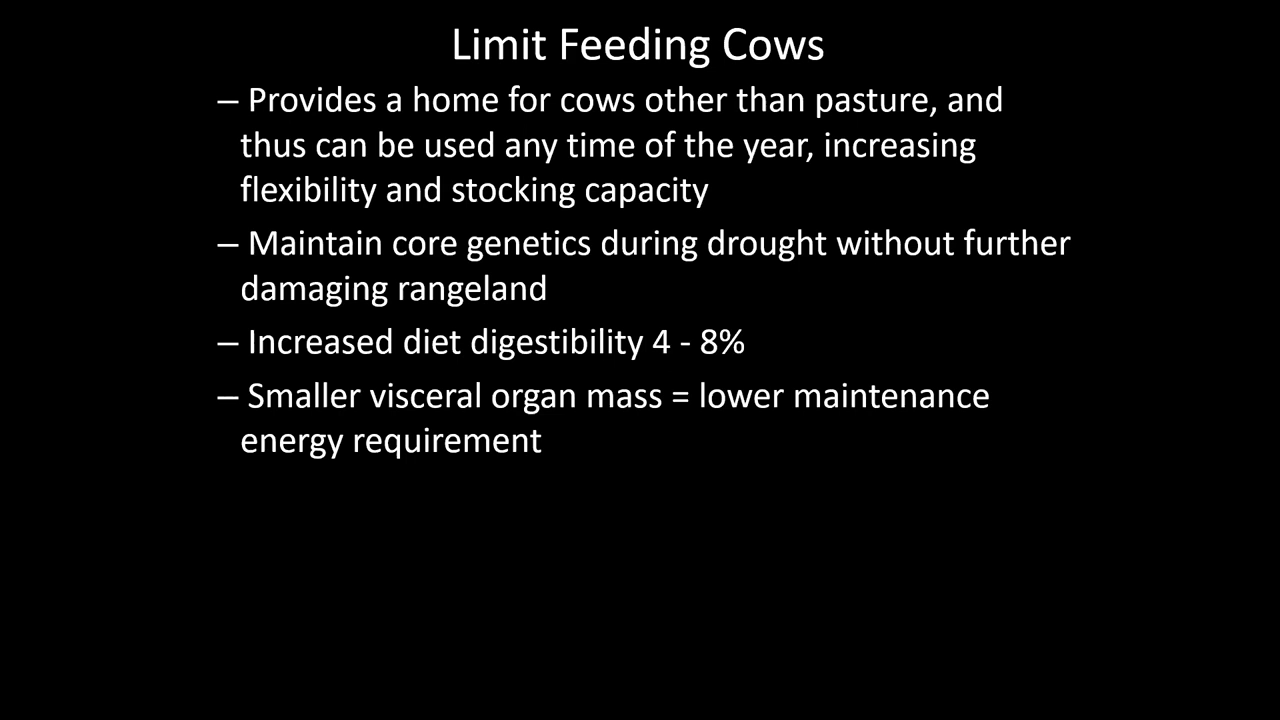 Limit Feeding Cows
– Provides a home for cows other than pasture, and
thus can be used any time of the year, increasing
flexibility and stocking capacity
– Maintain core genetics during drought without further
damaging rangeland
– Increased diet digestibility 4 - 8%
– Smaller visceral organ mass = lower maintenance
energy requirement